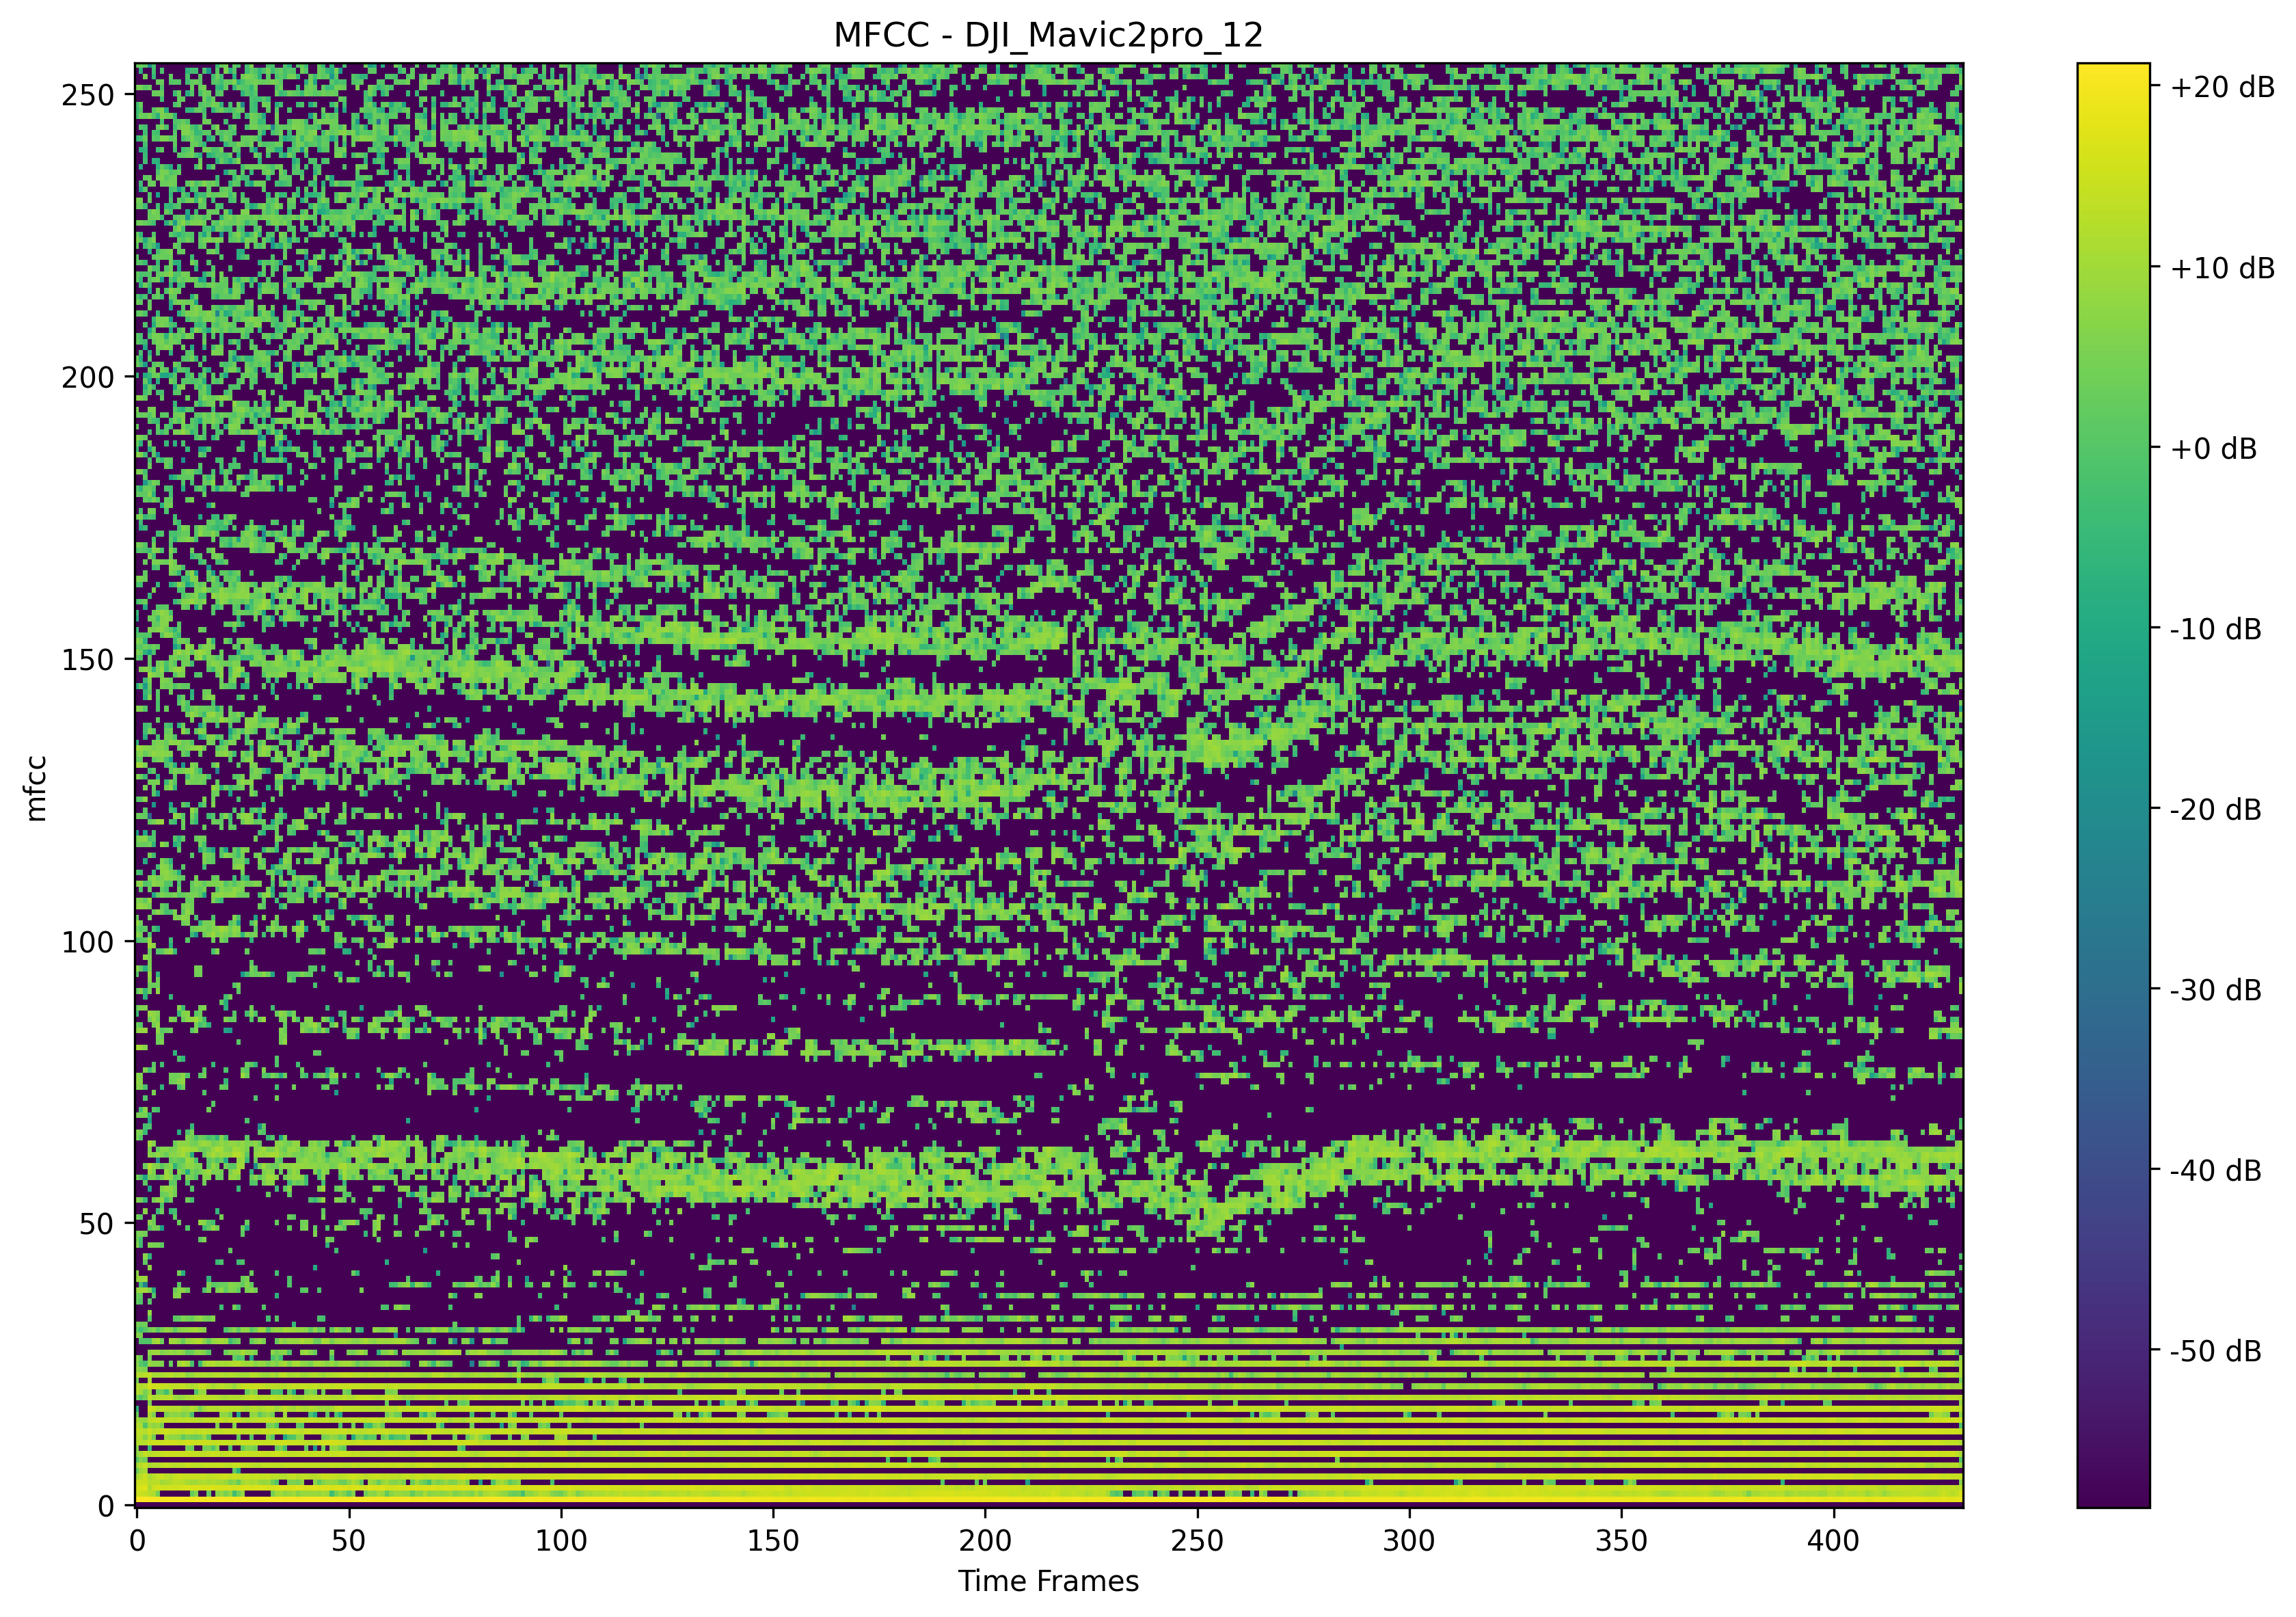 MFCC - DJI_Mavic2pro_12
250
200
150
100
50
0
mfcc
0 50 100 150 200 250 300 350 400
Time Frames
+20 dB
+10 dB
+0 dB
-10 dB
-20 dB
-30 dB
-40 dB
-50 dB